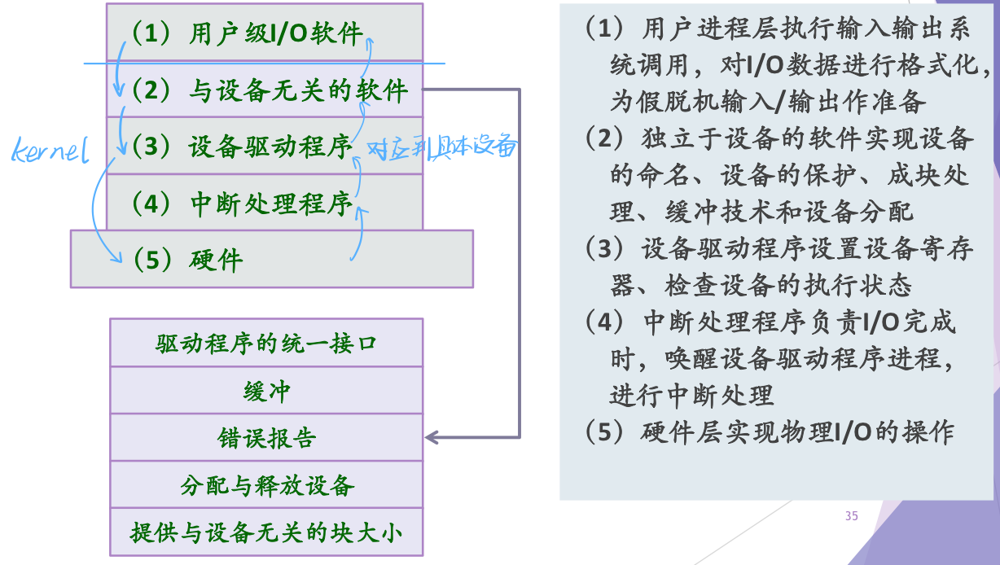 （1）用户级I/O软件
（2）与设备无关的软件
kernel
（3）设备驱动程序
对应到具体设备
（4）中断处理程序
（5）硬件
驱动程序的统一接口
缓冲
错误报告
分配与释放设备
提供与设备无关的块大小
（1）用户进程层执行输入输出系
统调用，对I/O数据进行格式化，
为假脱机输入/输出作准备
（2）独立于设备的软件实现设备
的命名、设备的保护、成块处
理、缓冲技术和设备分配
（3）设备驱动程序设置设备寄存
器、检查设备的执行状态
（4）中断处理程序负责I/O完成
时，唤醒设备驱动程序进程，
进行中断处理
（5）硬件层实现物理I/O的操作
35